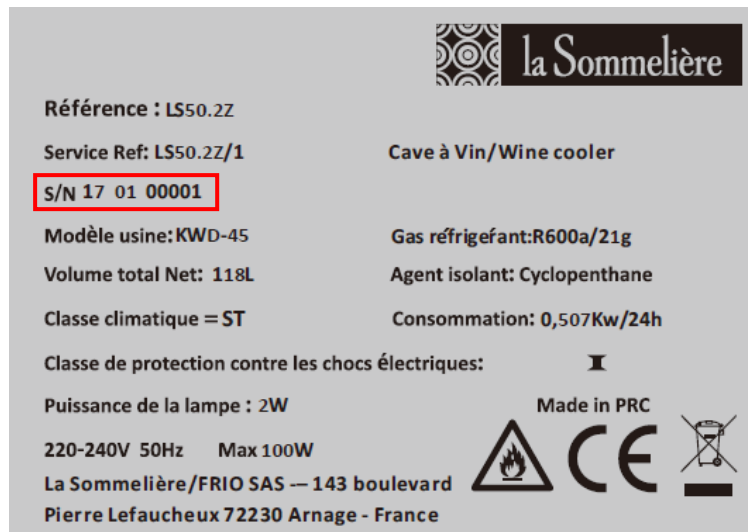 la Sommelière
Référence : LS50.2Z
Service Ref: LS50.2Z/1 Cave à Vin/Wine cooler
S/N 17 01 00001
Modèle usine: KWD-45 Gas réfrigeŕant:R600a/21g
Volume total Net: 118L Agent isolant: Cyclopenthane
Classe climatique = ST Consommation: 0,507Kw/24h
Classe de protection contre les chocs électriques: I
Puissance de la lampe : 2W Made in PRC
220-240V 50Hz Max 100W
CE
La Sommelière/FRIO SAS -– 143 boulevard
Pierre Lefaucheux 72230 Arnage - France